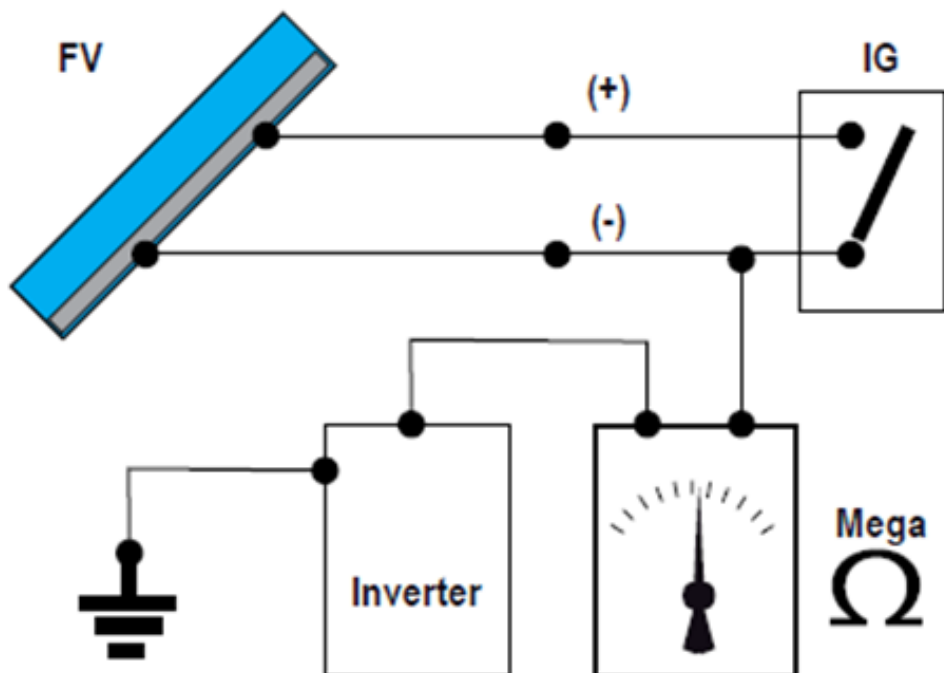 FV
IG
(+)
(-)
Inverter
Mega
Ω